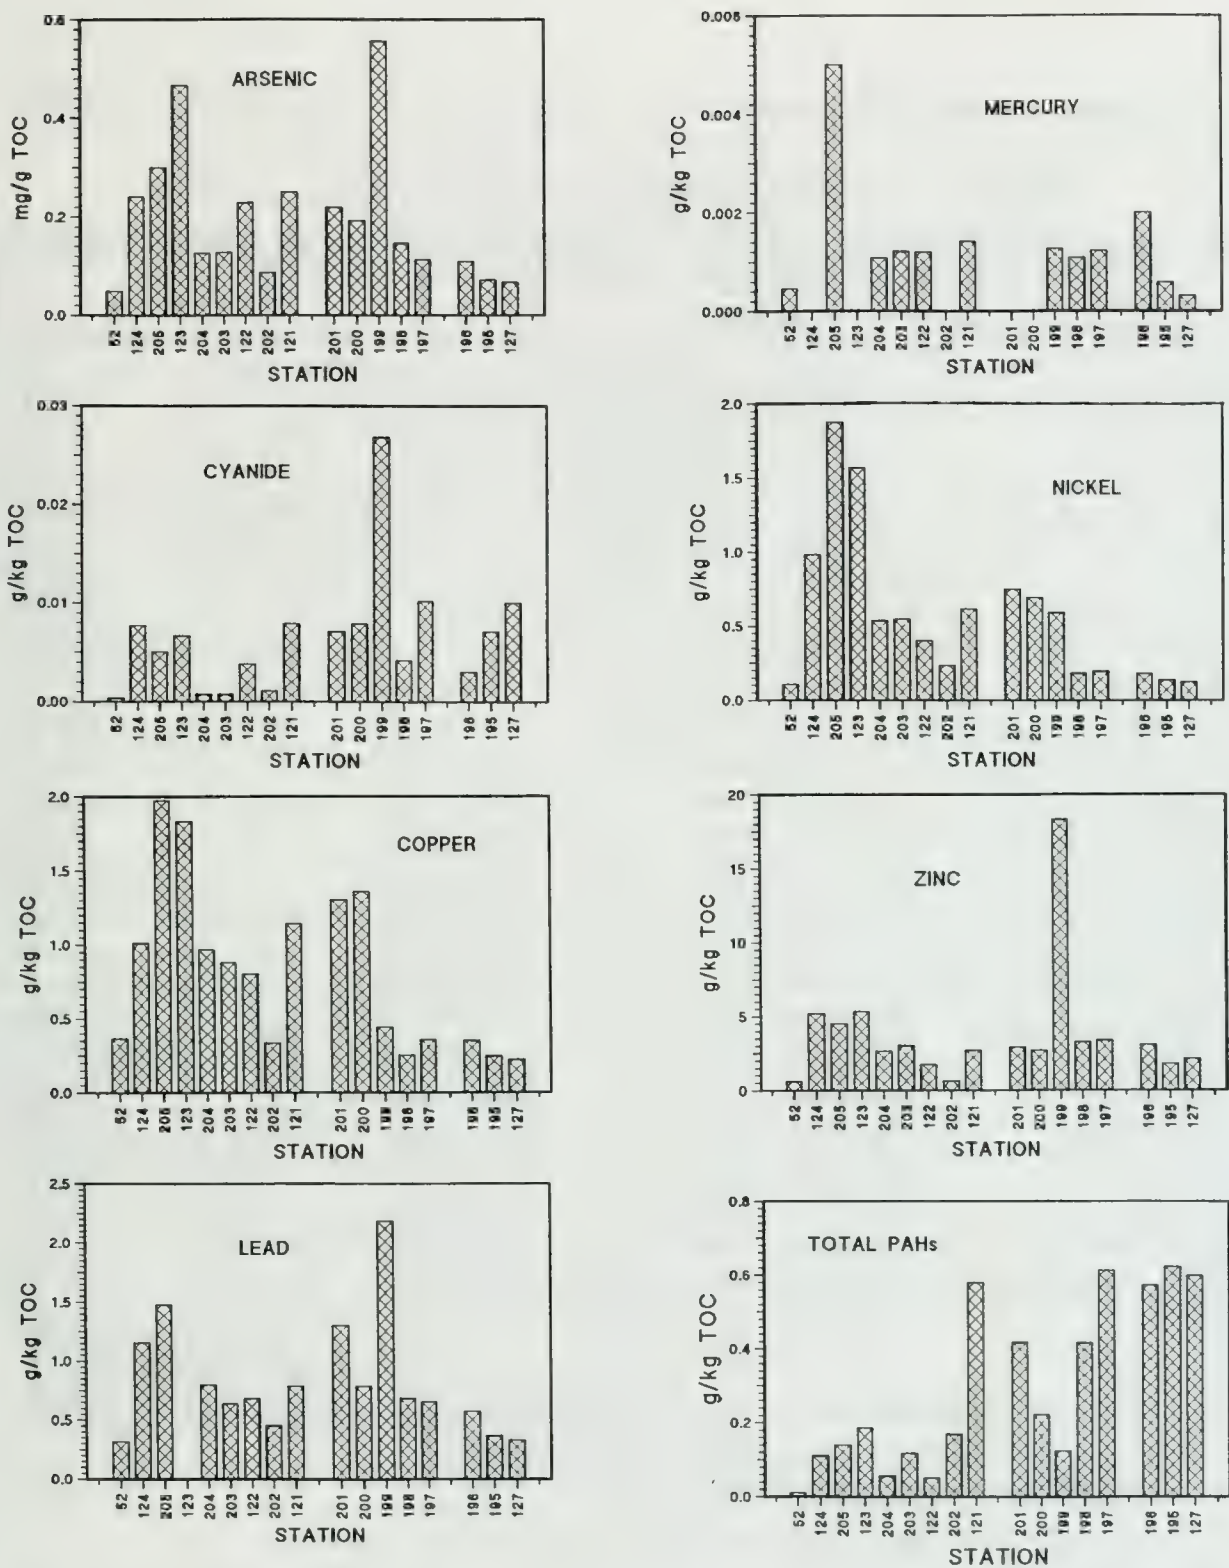 ARSENIC
mg/g TOC
0.6
0.4
0.2
0.0
52 124 205 123 204 203 122 202 121 201 200 199 198 197 196 195 127
STATION
MERCURY
g/kg TOC
0.006
0.004
0.002
0.000
52 124 205 123 204 203 122 202 121 201 200 199 198 197 196 195 127
STATION
CYANIDE
g/kg TOC
0.03
0.02
0.01
0.00
52 124 205 123 204 203 122 202 121 201 200 199 198 197 196 195 127
STATION
NICKEL
g/kg TOC
2.0
1.5
1.0
0.5
0.0
52 124 205 123 204 203 122 202 121 201 200 199 198 197 196 195 127
STATION
COPPER
g/kg TOC
2.0
1.5
1.0
0.5
0.0
52 124 205 123 204 203 122 202 121 201 200 199 198 197 196 195 127
STATION
ZINC
g/kg TOC
20
15
10
5
0
52 124 205 123 204 203 122 202 121 201 200 199 198 197 196 195 127
STATION
LEAD
g/kg TOC
2.5
2.0
1.5
1.0
0.5
0.0
52 124 205 123 204 203 122 202 121 201 200 199 198 197 196 195 127
STATION
TOTAL PAHs
g/kg TOC
0.8
0.6
0.4
0.2
0.0
52 124 205 123 204 203 122 202 121 201 200 199 198 197 196 195 127
STATION